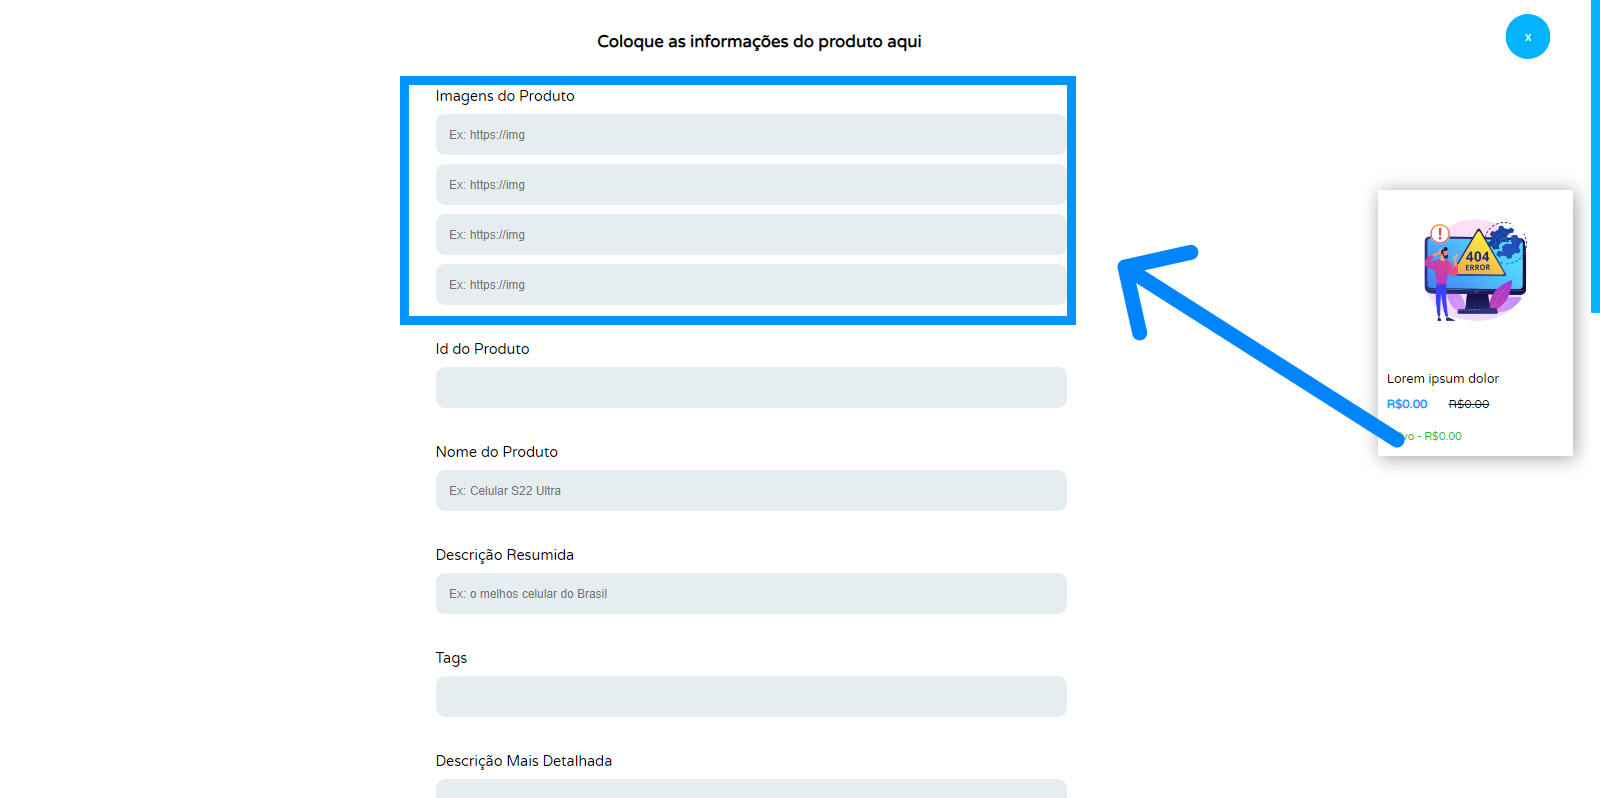 Coloque as informações do produto aqui
x
Imagens do Produto
Ex: https://img
Ex: https://img
Ex: https://img
Ex: https://img
Id do Produto
Nome do Produto
Ex: Celular S22 Ultra
Descrição Resumida
Ex: o melhos celular do Brasil
Tags
Descrição Mais Detalhada
!
404
ERROR
Lorem ipsum dolor
R$0.00 R$0.00
- R$0.00